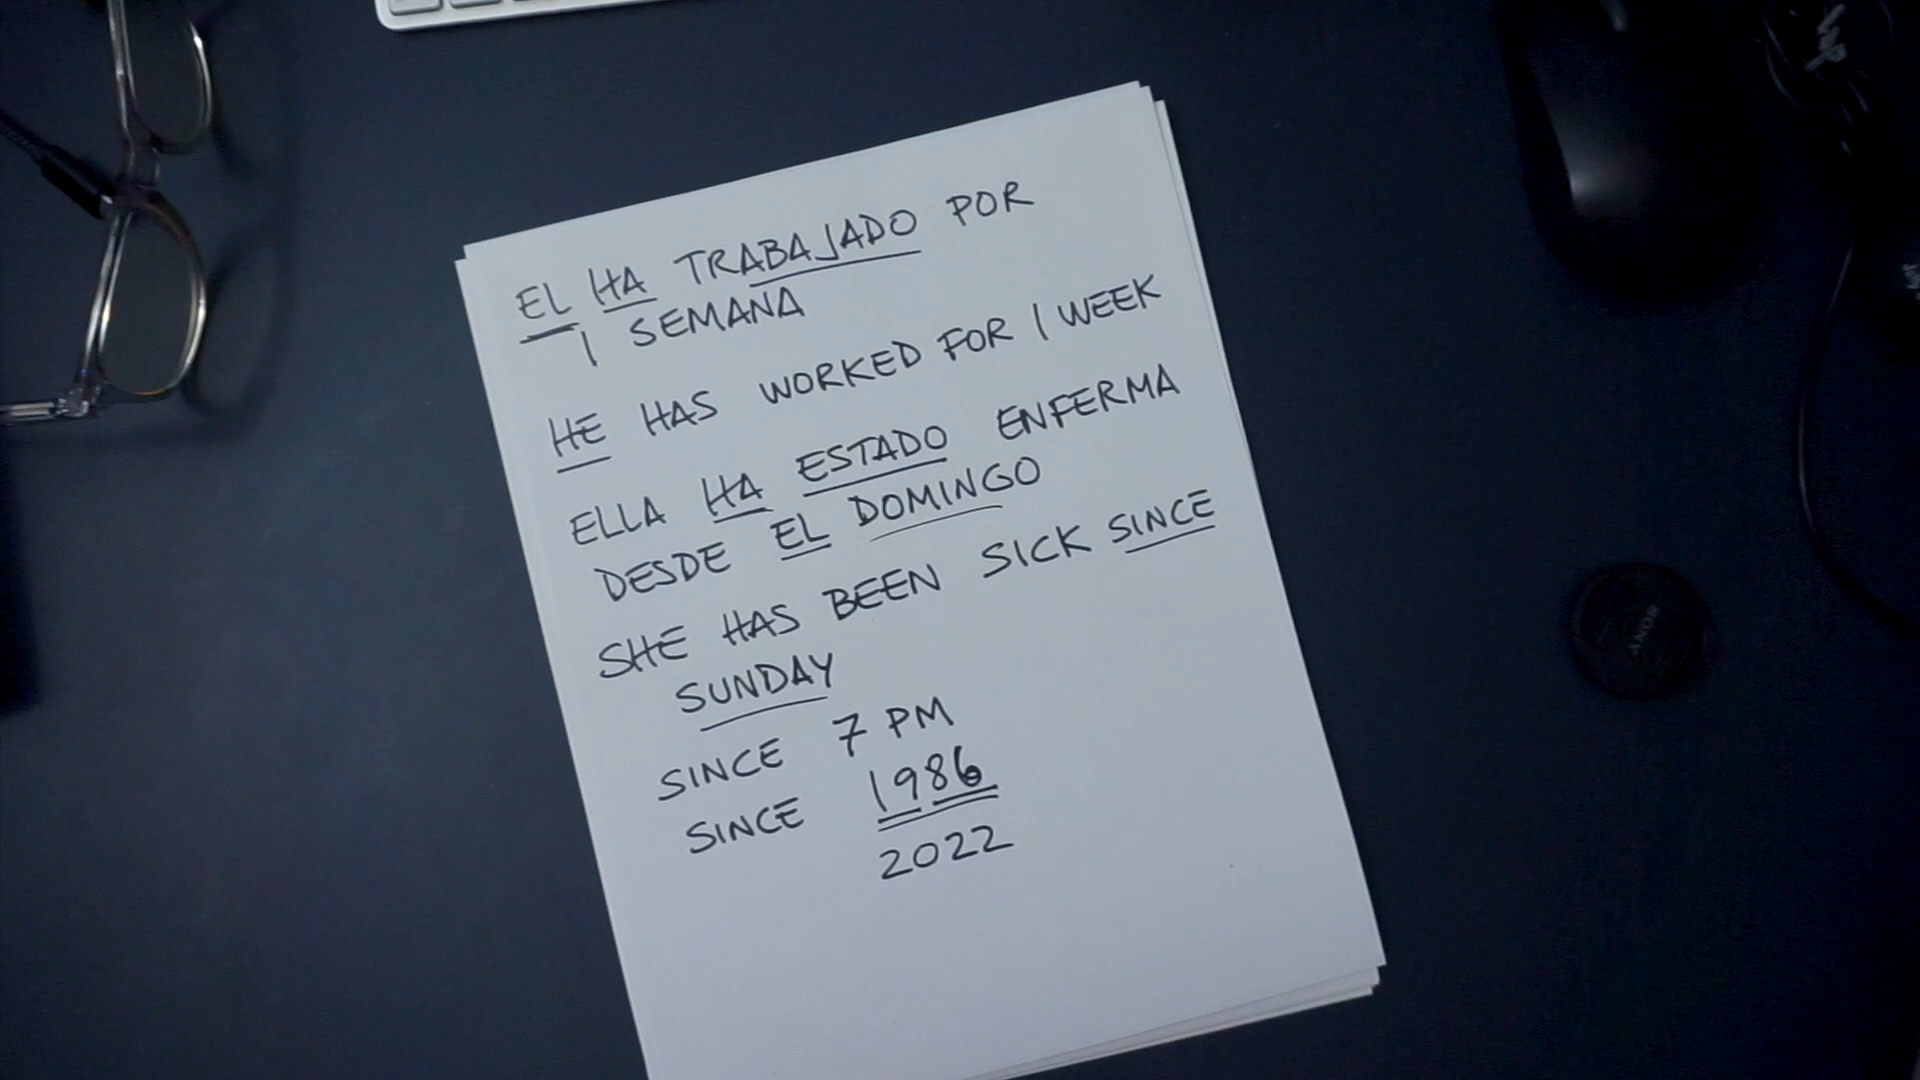 EL HA TRABAJADO POR
1 SEMANA
HE HAS WORKED FOR 1 WEEK
ELLA HA ESTADO ENFERMA
DESDE EL DOMINGO
SHE HAS BEEN SICK SINCE
SUNDAY
SINCE 7 PM
SINCE 1986
2022
SONY